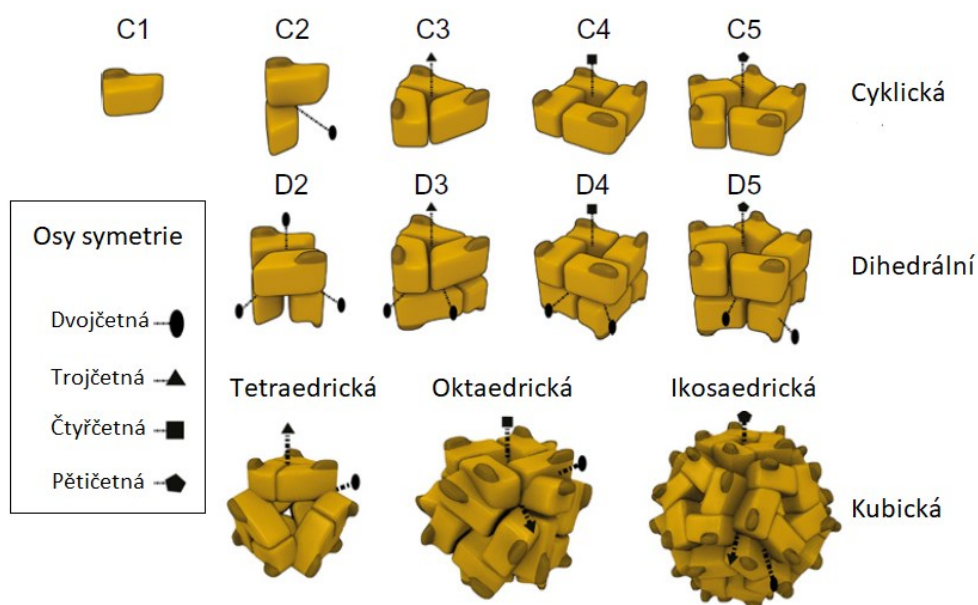 C1 C2 C3 C4 C5
Cyklická
D2 D3 D4 D5
Osy symetrie
Dihedrální
Dvojčetná
Trojčetná
Čtyřčetná
Pětičetná
Tetraedrická Oktaedrická Ikosaedrická
Kubická